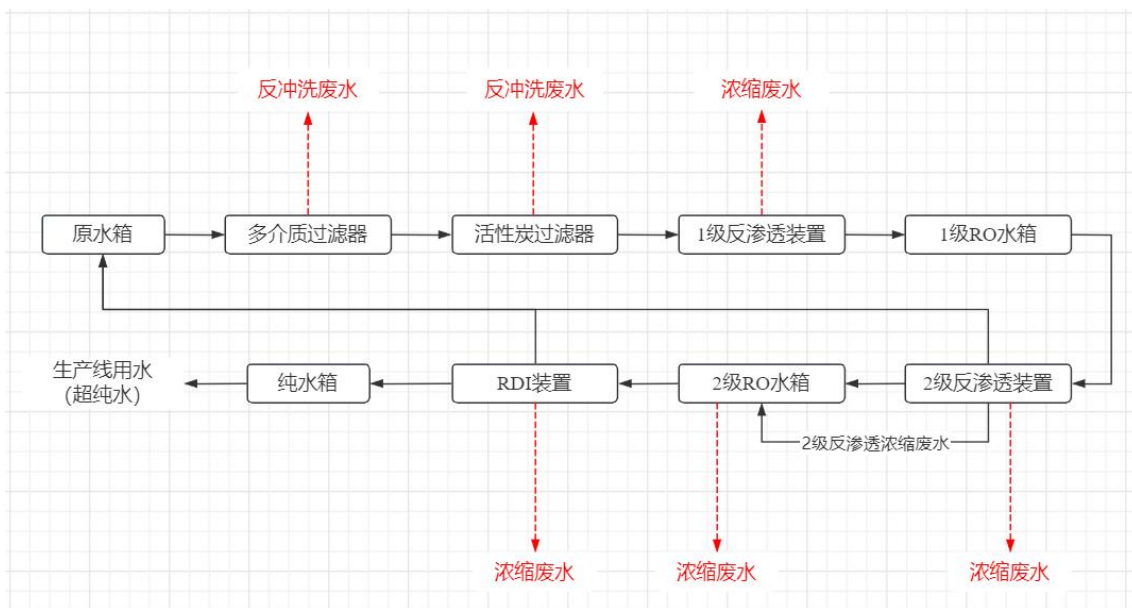 反冲洗废水
反冲洗废水
浓缩废水
原水箱
多介质过滤器
活性炭过滤器
1级反渗透装置
1级RO水箱
生产线用水
(超纯水)
纯水箱
RDI装置
2级RO水箱
2级反渗透装置
2级反渗透浓缩废水
浓缩废水
浓缩废水
浓缩废水